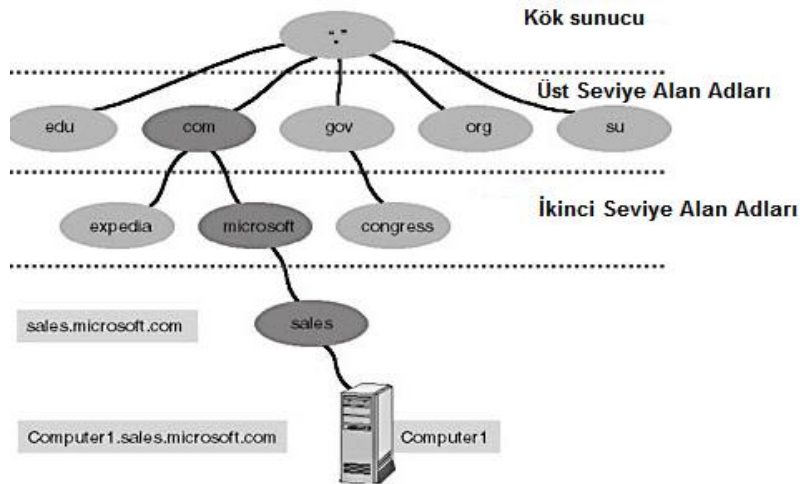 Kök sunucu
Üst Seviye Alan Adları
edu
com
gov
org
su
İkinci Seviye Alan Adları
expedia
microsoft
congress
sales.microsoft.com
sales
Computer1.sales.microsoft.com
Computer1